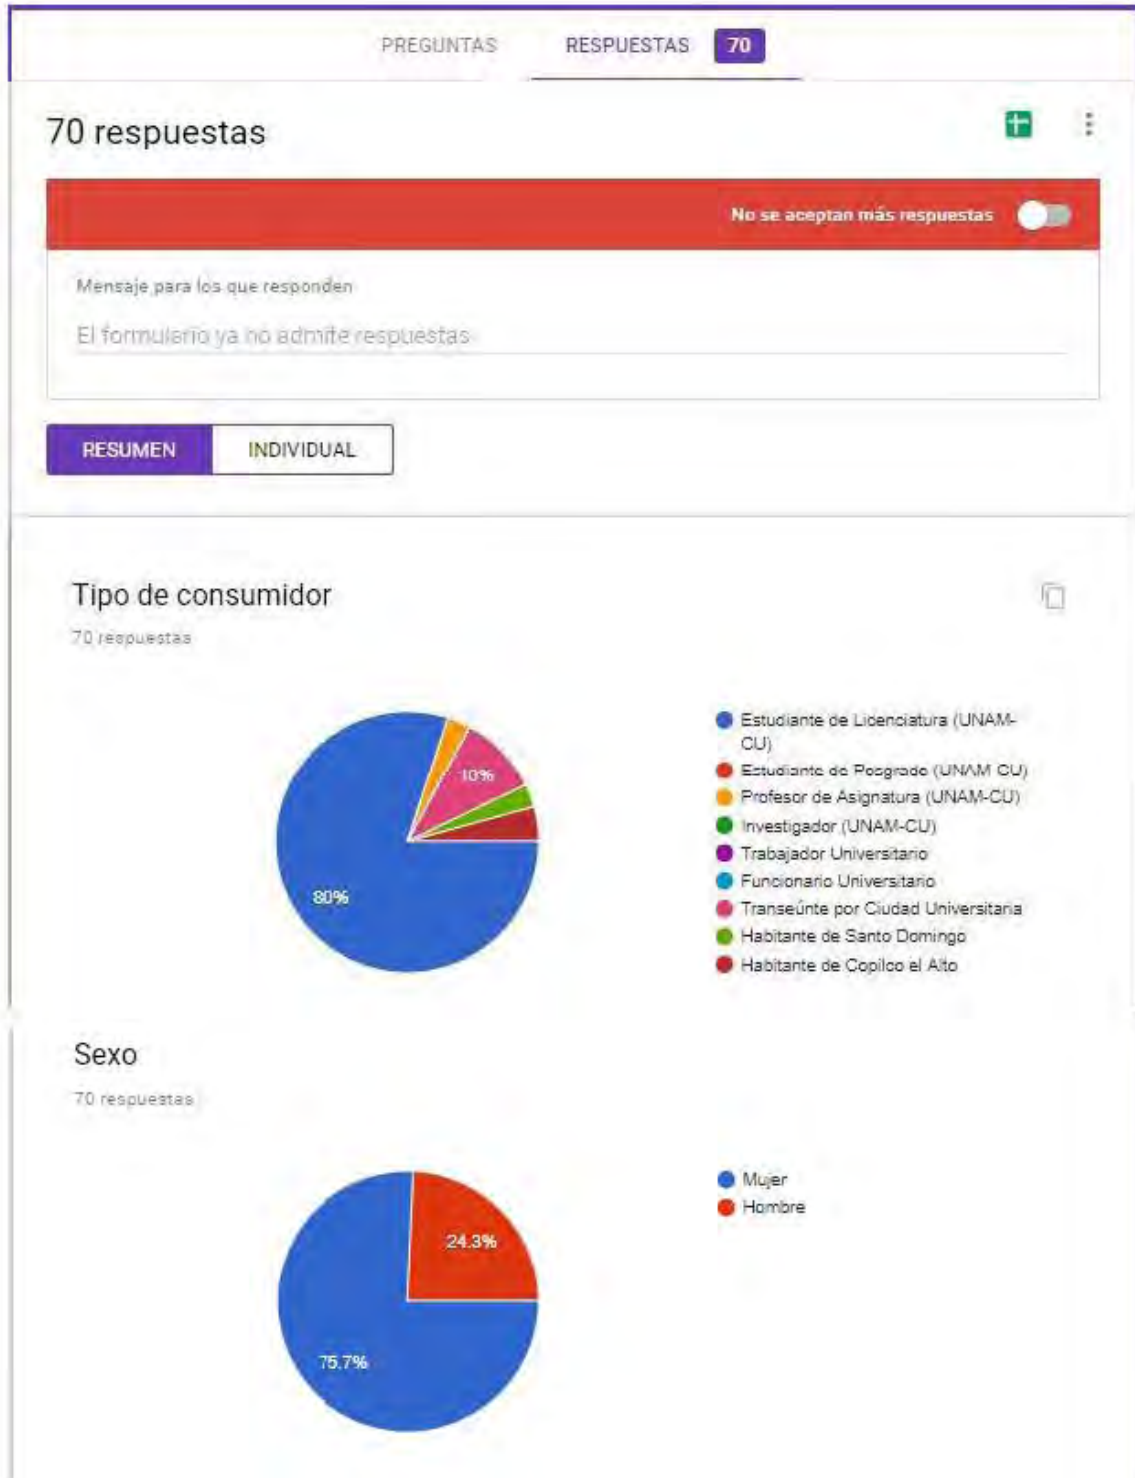 PREGUNTAS RESPUESTAS 70
70 respuestas
No se aceptan más respuestas
Mensaje para los que responden
El formulario ya no admite respuestas
RESUMEN INDIVIDUAL
Tipo de consumidor
70 respuestas
10%
80%
Estudiante de Licenciatura (UNAM-
CU)
Estudiante de Posgrado (UNAM-CU)
Profesor de Asignatura (UNAM-CU)
Investigador (UNAM-CU)
Trabajador Universitario
Funcionario Universitario
Transeúnte por Ciudad Universitaria
Habitante de Santo Domingo
Habitante de Copilco el Alto
Sexo
70 respuestas
24.3%
75.7%
Mujer
Hombre